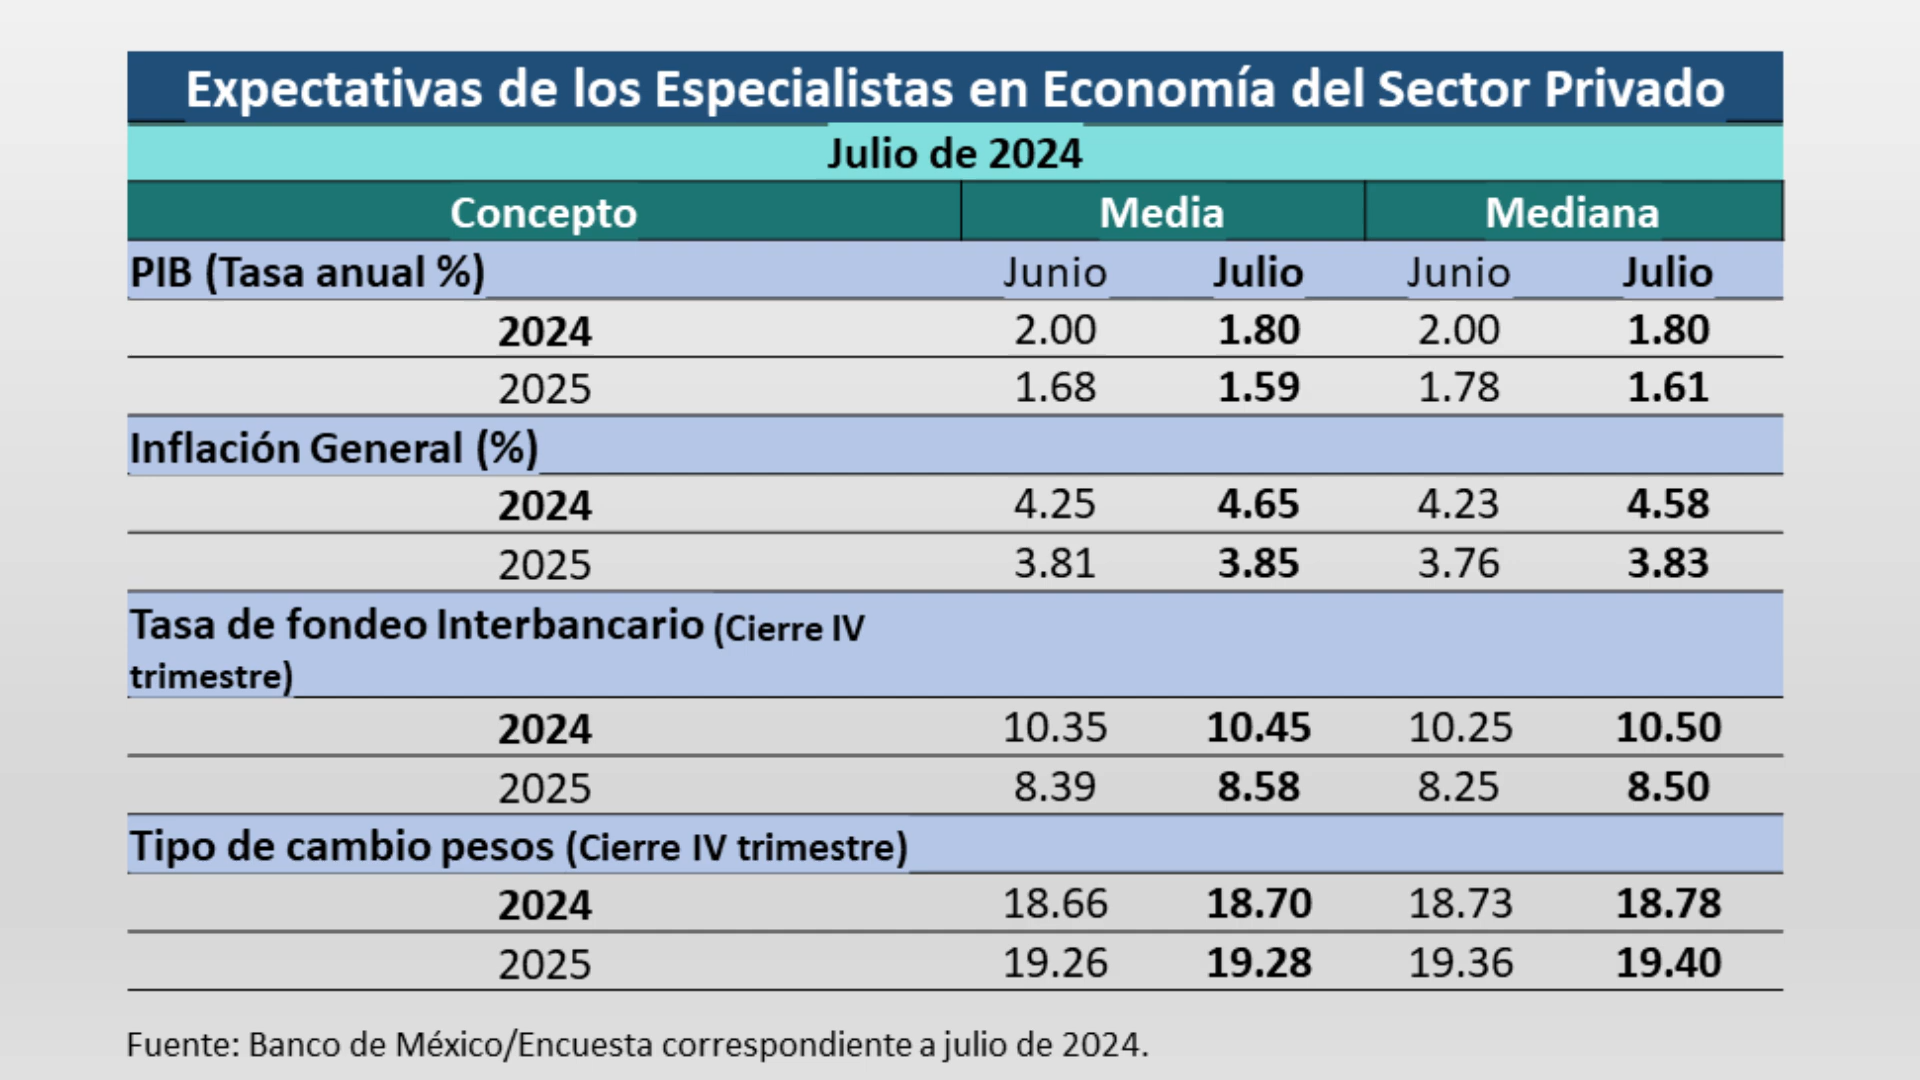 Expectativas de los Especialistas en Economía del Sector Privado
Julio de 2024
Concepto Media Mediana
PIB (Tasa anual %) Junio Julio Junio Julio
2024 2.00 1.80 2.00 1.80
2025 1.68 1.59 1.78 1.61
Inflación General (%)
2024 4.25 4.65 4.23 4.58
2025 3.81 3.85 3.76 3.83
Tasa de fondeo Interbancario (Cierre IV
trimestre)
2024 10.35 10.45 10.25 10.50
2025 8.39 8.58 8.25 8.50
Tipo de cambio pesos (Cierre IV trimestre)
2024 18.66 18.70 18.73 18.78
2025 19.26 19.28 19.36 19.40
Fuente: Banco de México/Encuesta correspondiente a julio de 2024.